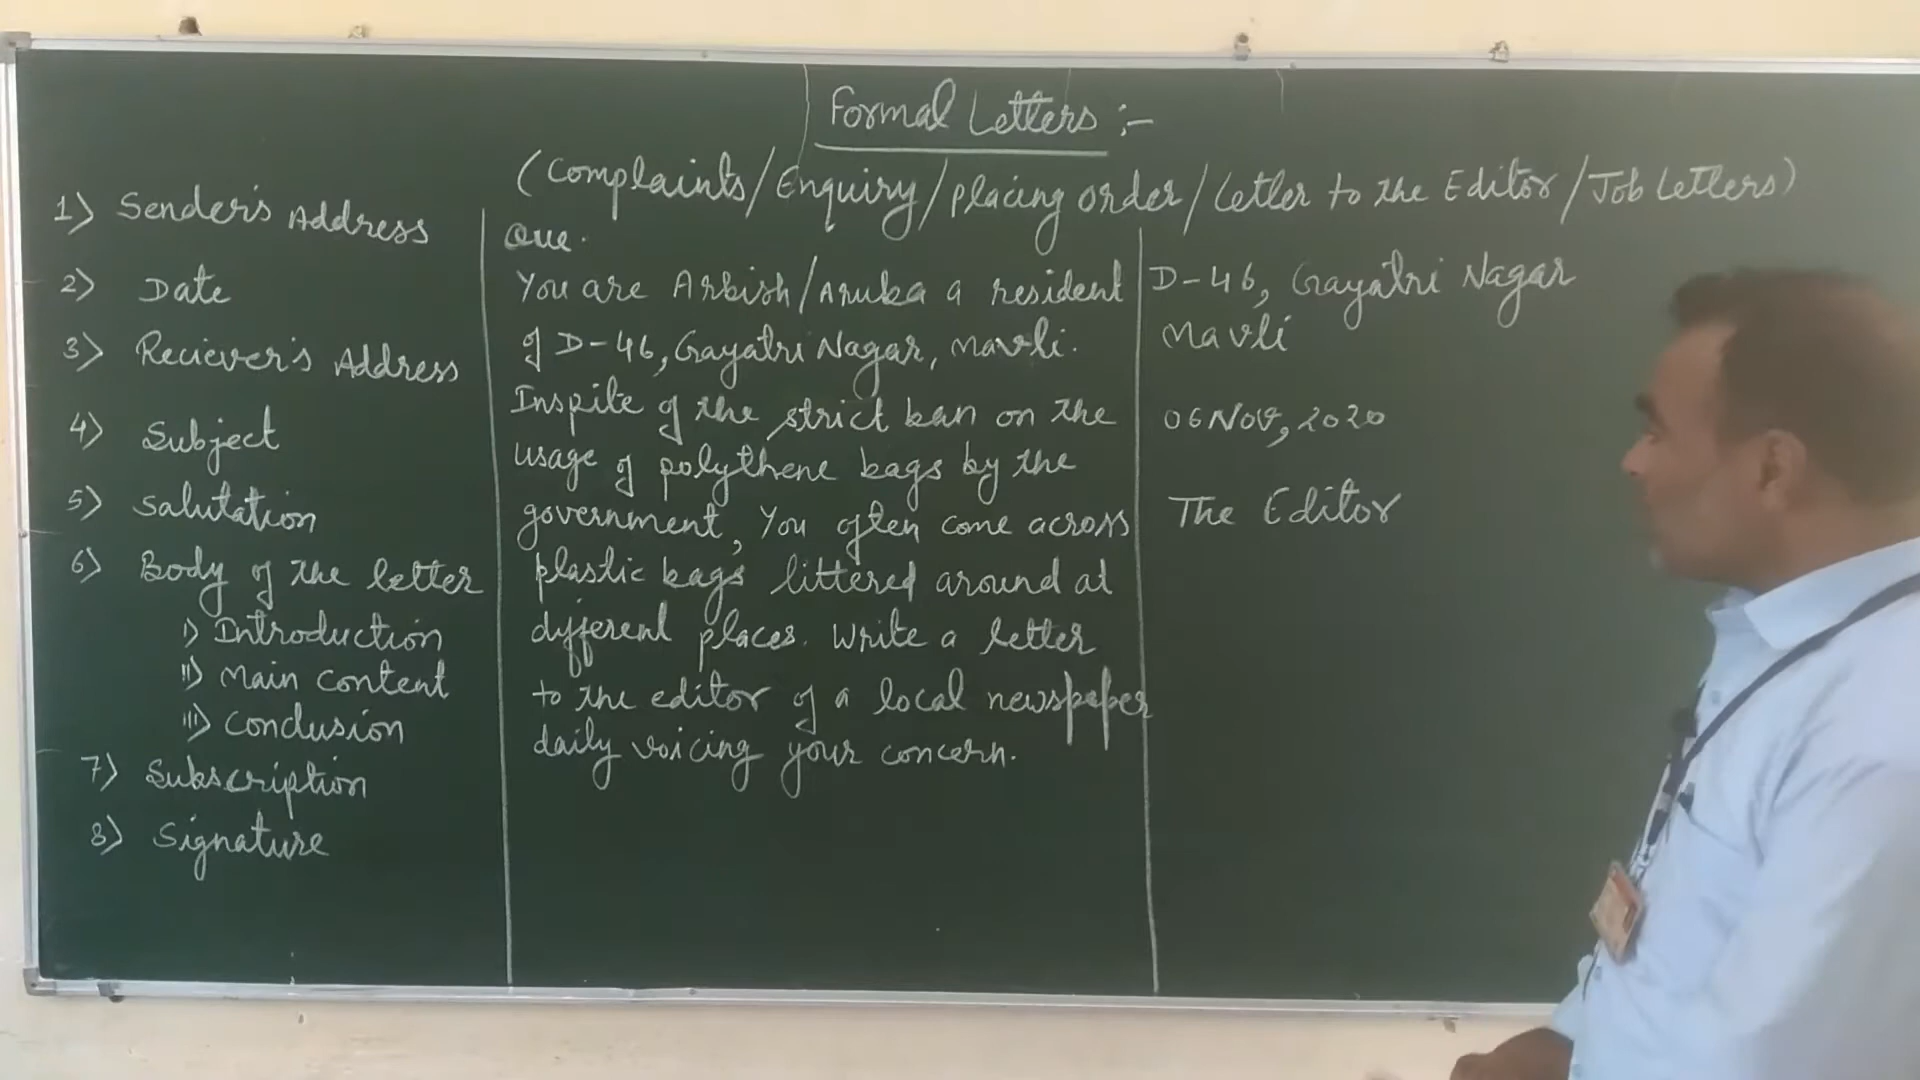 Formal Letters :-
(Complaints/Enquiry/placing order/Letter to the Editor/Job Letters)
1) Sender's Address
2) Date
3) Reciever's Address
4) Subject
5) Salutation
6) Body of the letter
i) Introduction
ii) Main content
iii) Conclusion
7) Subscription
8) Signature
Que.
You are Arbish/Aruba a resident
of D-46, Gayatri Nagar, Mavli.
Inspite of the strict ban on the
usage of polythene bags by the
government, You often come across
plastic bags littered around at
different places. Write a letter
to the editor of a local newspaper
daily voicing your concern.
D-46, Gayatri Nagar
Mavli
06 Nov, 2020
The Editor